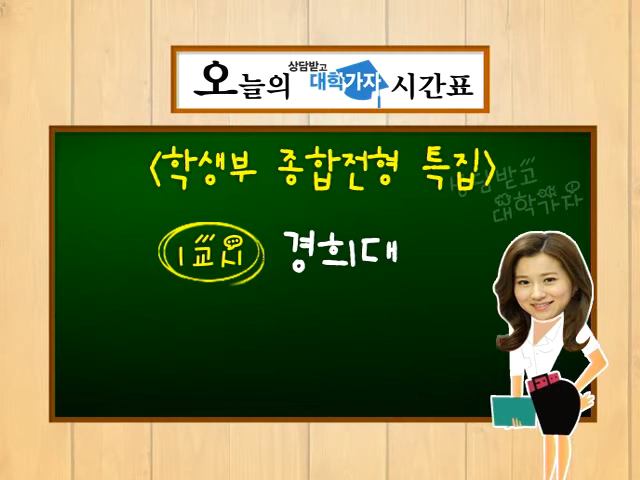 오늘의 상담받고 대학가자 시간표
<학생부 종합전형 특집>
상담받고
대학가자
1교시 경희대